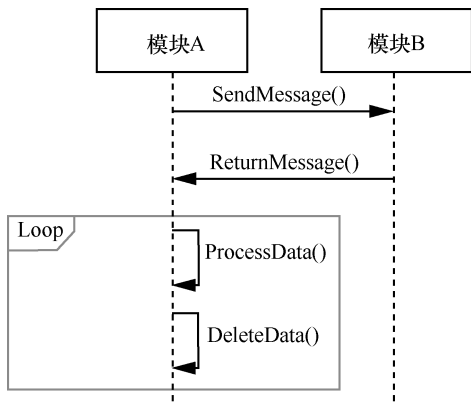 模块A
模块B
SendMessage()
ReturnMessage()
Loop
ProcessData()
DeleteData()